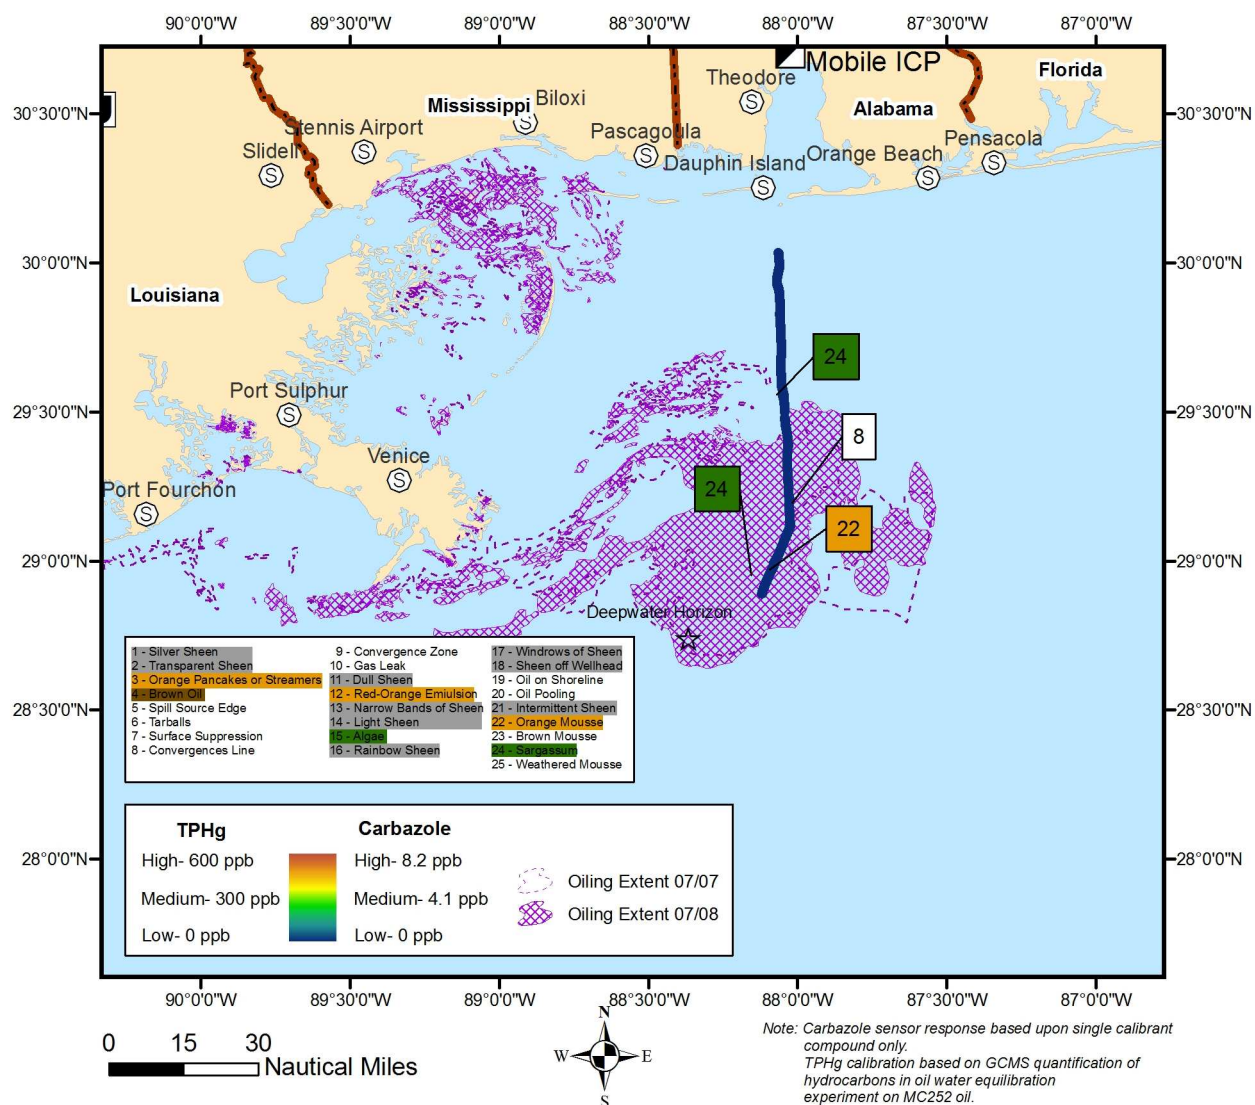 90°0'0"W 89°30'0"W 89°0'0"W 88°30'0"W 88°0'0"W 87°30'0"W 87°0'0"W
Mobile ICP
Florida
Theodore
Mississippi
Biloxi
Alabama
30°30'0"N
30°30'0"N
Stennis Airport
Pascagoula
Pensacola
Slidell
Dauphin Island
Orange Beach
S
S
S
S
S
S
S
S
30°0'0"N
30°0'0"N
Louisiana
24
Port Sulphur
S
29°30'0"N
29°30'0"N
8
Venice
S
24
Port Fourchon
S
22
29°0'0"N
29°0'0"N
Deepwater Horizon
1 - Silver Sheen
2 - Transparent Sheen
3 - Orange Pancakes or Streamers
4 - Brown Oil
5 - Spill Source Edge
6 - Tarballs
7 - Surface Suppression
8 - Convergences Line
9 - Convergence Zone
10 - Gas Leak
11 - Dull Sheen
12 - Red-Orange Emiulsion
13 - Narrow Bands of Sheen
14 - Light Sheen
15 - Algae
16 - Rainbow Sheen
17 - Windrows of Sheen
18 - Sheen off Wellhead
19 - Oil on Shoreline
20 - Oil Pooling
21 - Intermittent Sheen
22 - Orange Mousse
23 - Brown Mousse
24 - Sargassum
25 - Weathered Mousse
28°30'0"N
28°30'0"N
TPHg
High- 600 ppb
Medium- 300 ppb
Low- 0 ppb
Carbazole
High- 8.2 ppb
Medium- 4.1 ppb
Low- 0 ppb
Oiling Extent 07/07
Oiling Extent 07/08
28°0'0"N
28°0'0"N
90°0'0"W 89°30'0"W 89°0'0"W 88°30'0"W 88°0'0"W 87°30'0"W 87°0'0"W
0 15 30
Nautical Miles
N
W E
S
Note: Carbazole sensor response based upon single calibrant
compound only.
TPHg calibration based on GCMS quantification of
hydrocarbons in oil water equilibration
experiment on MC252 oil.